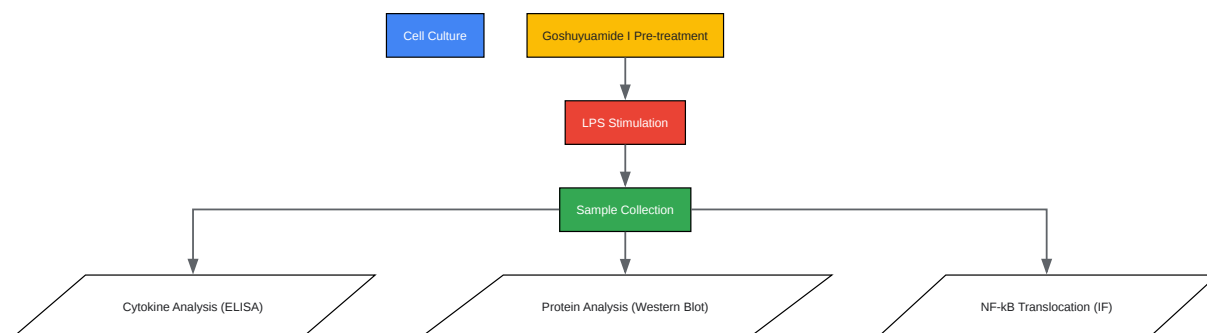 Cell Culture
Goshuyuamide I Pre-treatment
LPS Stimulation
Sample Collection
Cytokine Analysis (ELISA)
Protein Analysis (Western Blot)
NF-kB Translocation (IF)